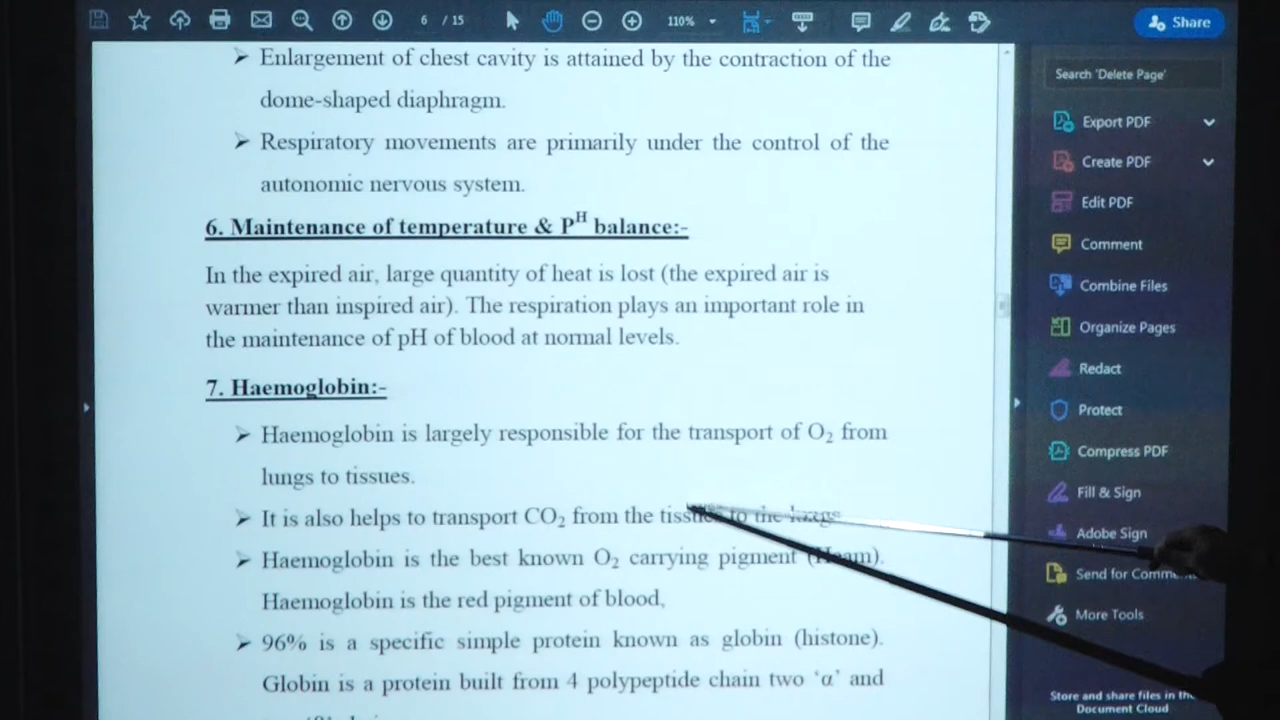 6 / 15
110%
Share
➢ Enlargement of chest cavity is attained by the contraction of the
dome-shaped diaphragm.
➢ Respiratory movements are primarily under the control of the
autonomic nervous system.
6. Maintenance of temperature & P^H balance:-
In the expired air, large quantity of heat is lost (the expired air is
warmer than inspired air). The respiration plays an important role in
the maintenance of pH of blood at normal levels.
7. Haemoglobin:-
➢ Haemoglobin is largely responsible for the transport of O₂ from
lungs to tissues.
➢ It is also helps to transport CO₂ from the tissues to the lungs
➢ Haemoglobin is the best known O₂ carrying pigment (Heam).
Haemoglobin is the red pigment of blood,
➢ 96% is a specific simple protein known as globin (histone).
Globin is a protein built from 4 polypeptide chain two ‘α’ and
Search 'Delete Page'
Export PDF
Create PDF
Edit PDF
Comment
Combine Files
Organize Pages
Redact
Protect
Compress PDF
Fill & Sign
Adobe Sign
Send for
More Tools
Store and share files in the
Document Cloud